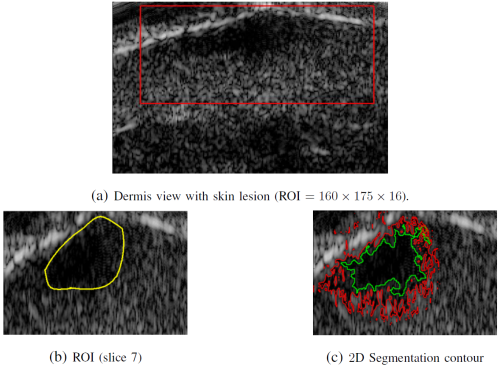 (a) Dermis view with skin lesion (ROI = 160 × 175 × 16).
(b) ROI (slice 7)
(c) 2D Segmentation contour